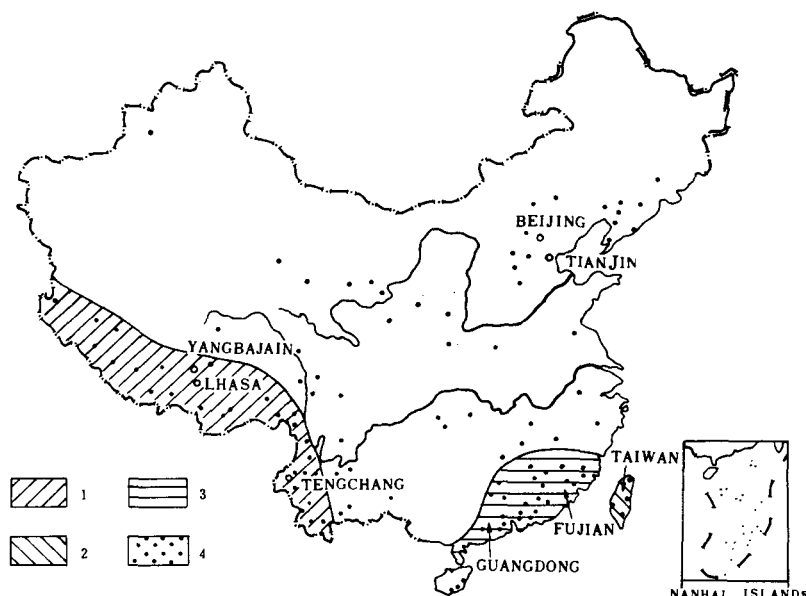 BEIJING
TIANJIN
YANGBAJAIN
LHASA
TENGCHANG
TAIWAN
FUJIAN
GUANGDONG
1
3
2
4
NANHAI ISLANDS